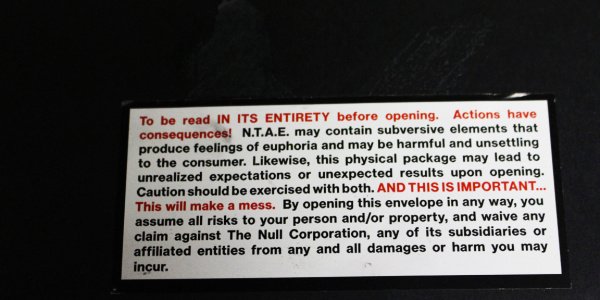 To be read IN ITS ENTIRETY before opening. Actions have
consequences! N.T.A.E. may contain subversive elements that
produce feelings of euphoria and may be harmful and unsettling
to the consumer. Likewise, this physical package may lead to
unrealized expectations or unexpected results upon opening.
Caution should be exercised with both. AND THIS IS IMPORTANT...
This will make a mess. By opening this envelope in any way, you
assume all risks to your person and/or property, and waive any
claim against The Null Corporation, any of its subsidiaries or
affiliated entities from any and all damages or harm you may
incur.